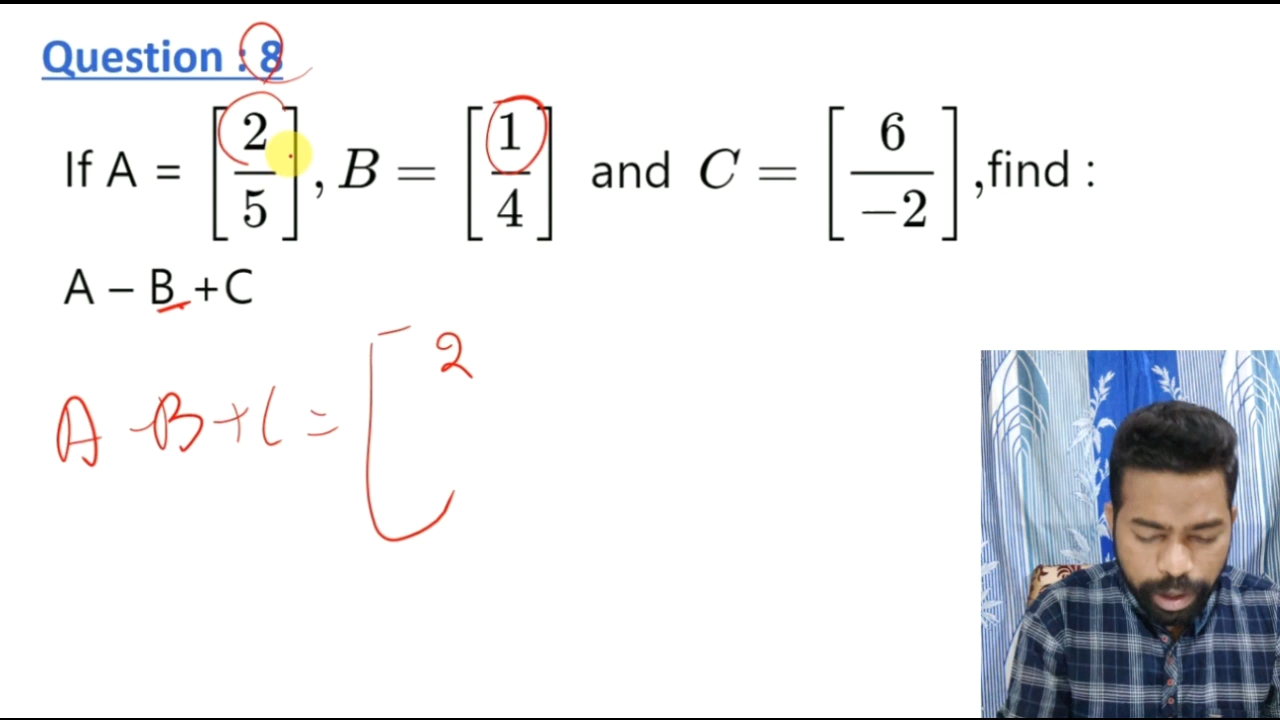 Question : 8
If A = [2/5], B = [1/4] and C = [6/-2], find :
A – B +C
A - B + C = [ 2